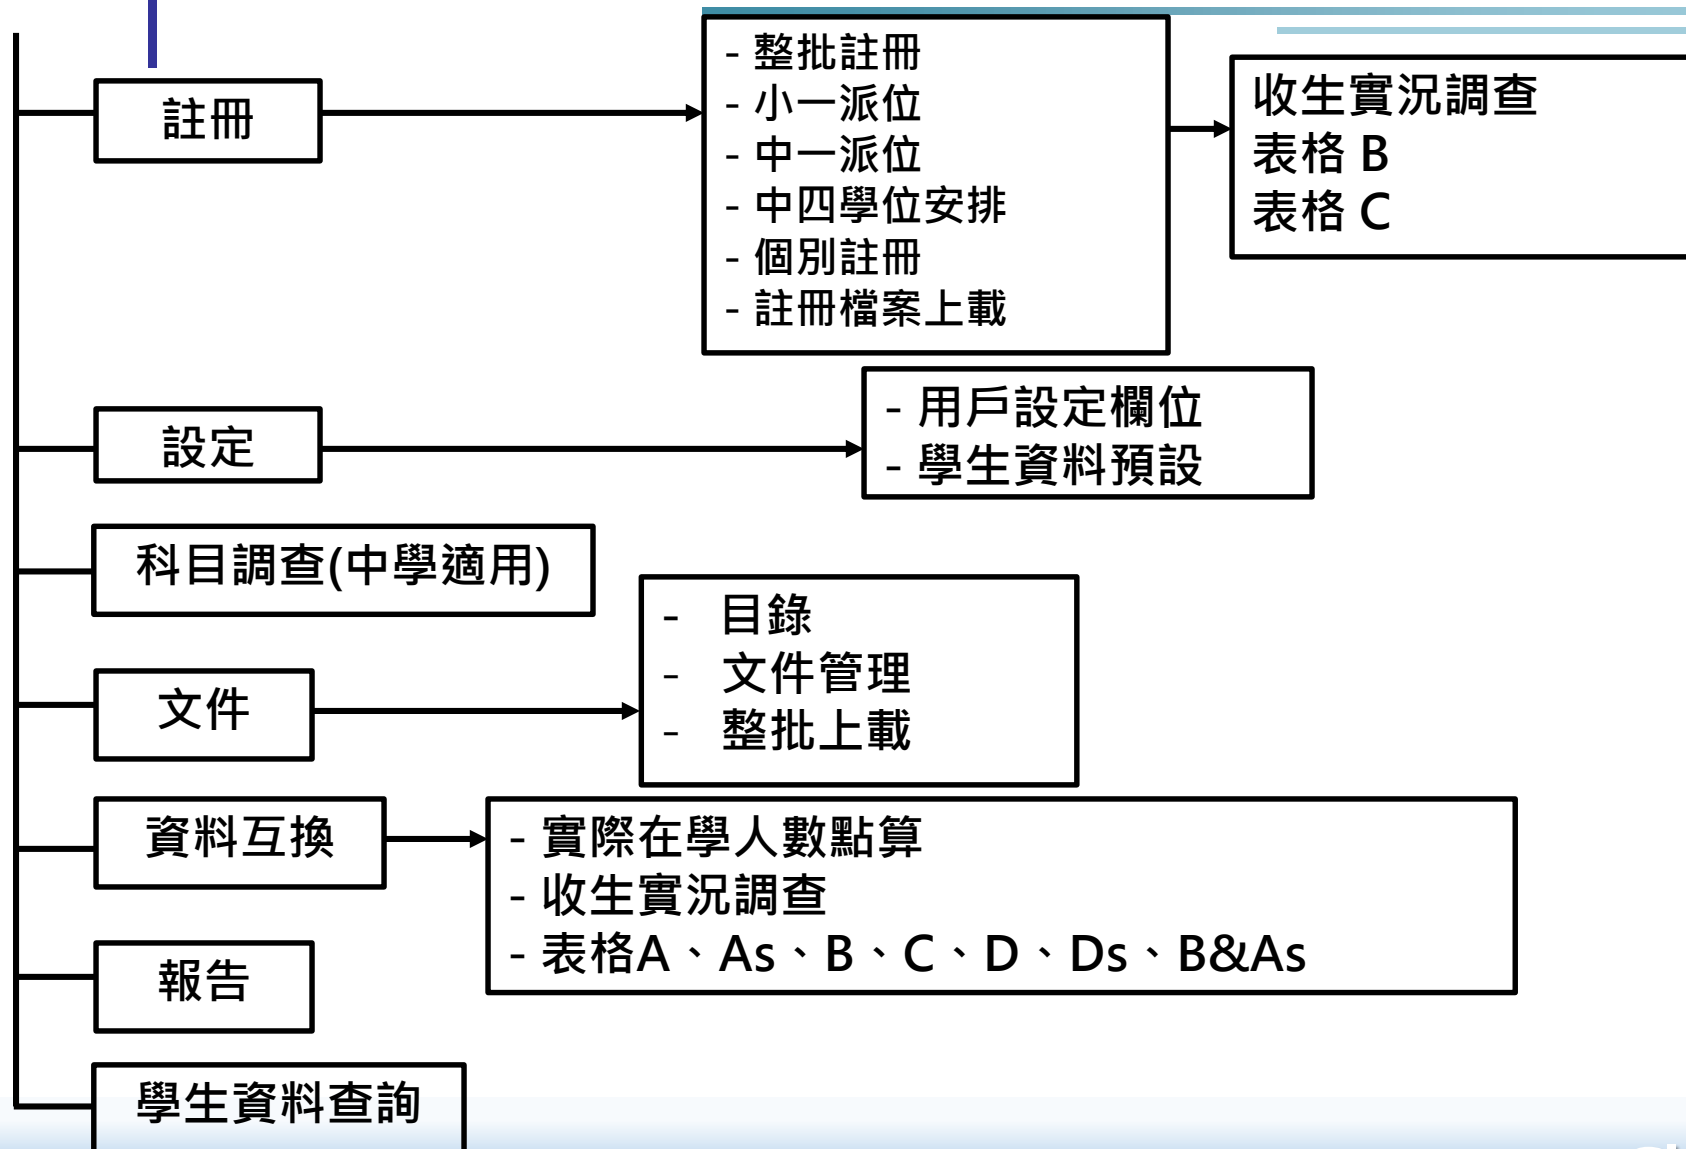 註冊
- 整批註冊
- 小一派位
- 中一派位
- 中四學位安排
- 個別註冊
- 註冊檔案上載
收生實況調查
表格 B
表格 C
設定
- 用戶設定欄位
- 學生資料預設
科目調查(中學適用)
文件
- 目錄
- 文件管理
- 整批上載
資料互換
- 實際在學人數點算
- 收生實況調查
- 表格A、As、B、C、D、Ds、B&As
報告
學生資料查詢